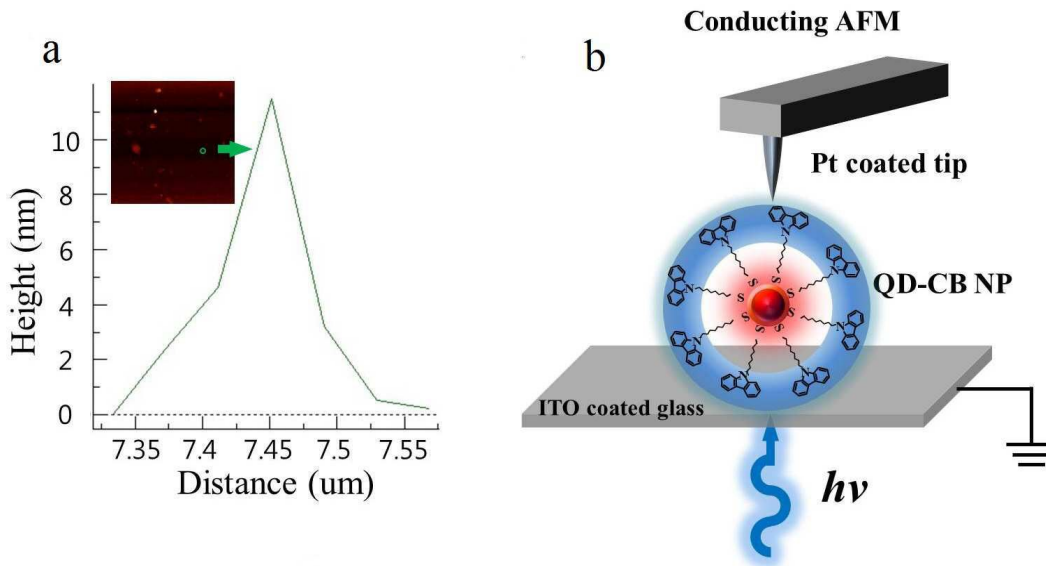 a
Height (nm)
10
8
6
4
2
0
7.35 7.4 7.45 7.5 7.55
Distance (um)
b
Conducting AFM
Pt coated tip
QD-CB NP
N
N
N
N
N
N
N
N
S
S
S
S
S
S
S
S
ITO coated glass
hν